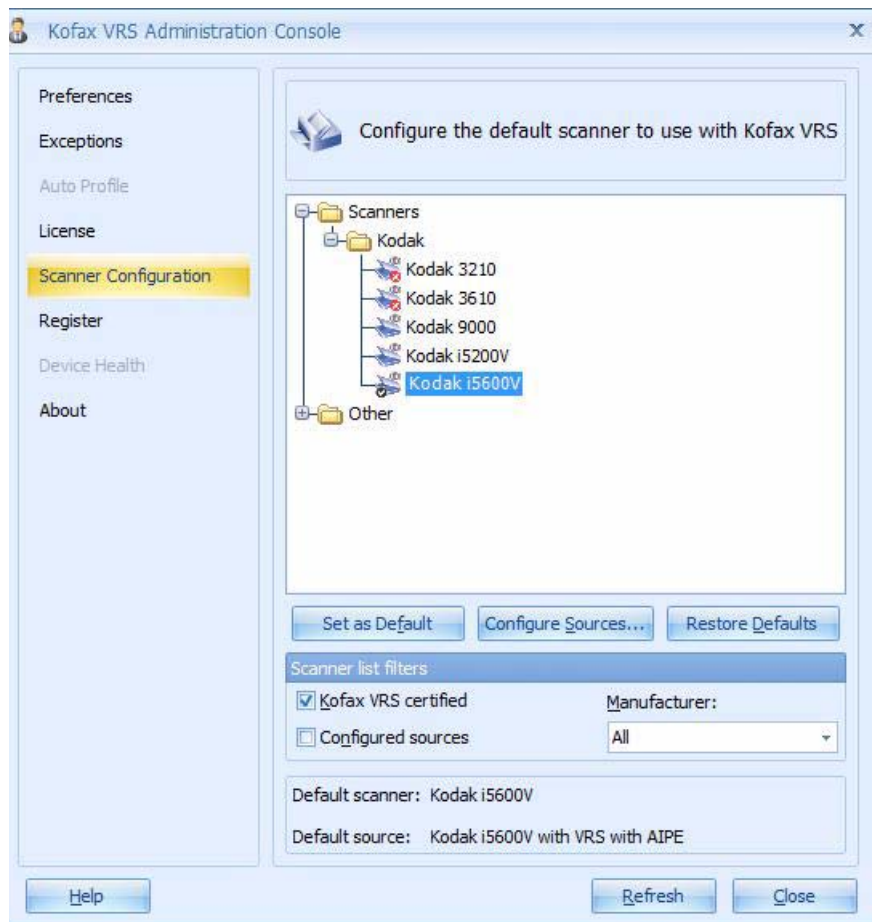 Kofax VRS Administration Console
Preferences
Exceptions
Auto Profile
License
Scanner Configuration
Register
Device Health
About
Configure the default scanner to use with Kofax VRS
Scanners
Kodak
Kodak 3210
Kodak 3610
Kodak 9000
Kodak i5200V
Kodak i5600V
Other
Set as Default Configure Sources... Restore Defaults
Scanner list filters
Kofax VRS certified Manufacturer:
Configured sources All
Default scanner: Kodak i5600V
Default source: Kodak i5600V with VRS with AIPE
Help Refresh Close